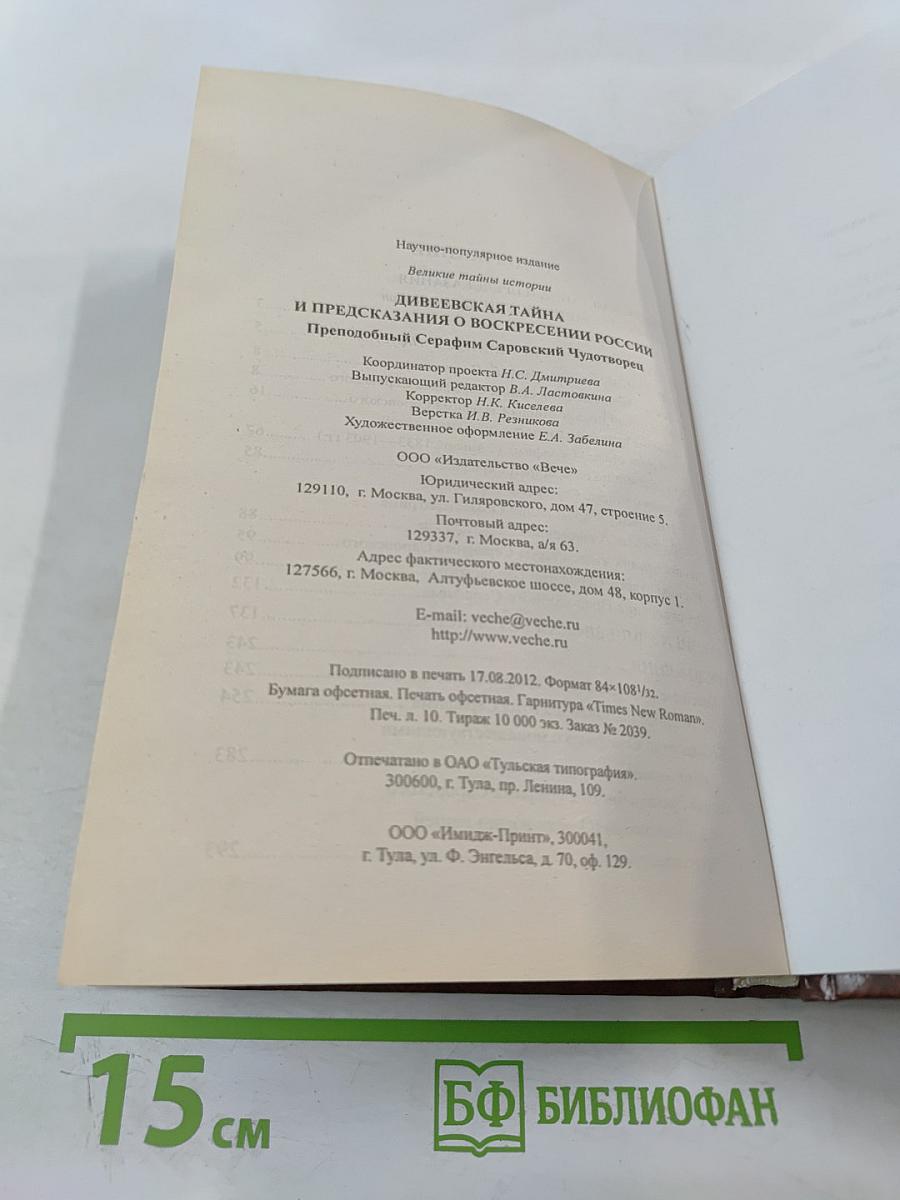 Научно-популярное издание
Великие тайны истории
ДИВЕЕВСКАЯ ТАЙНА
И ПРЕДСКАЗАНИЯ О ВОСКРЕСЕНИИ РОССИИ
Преподобный Серафим Саровский Чудотворец
Координатор проекта Н.С. Дмитриева
Выпускающий редактор В.А. Ластовкина
Корректор Н.К. Киселева
Верстка И.В. Резникова
Художественное оформление Е.А. Забелина
ООО «Издательство «Вече»
Юридический адрес:
129110, г. Москва, ул. Гиляровского, дом 47, строение 5.
Почтовый адрес:
129337, г. Москва, а/я 63.
Адрес фактического местонахождения:
127566, г. Москва, Алтуфьевское шоссе, дом 48, корпус 1.
E-mail: veche@veche.ru
http://www.veche.ru
Подписано в печать 17.08.2012. Формат 84×108¹/₃₂.
Бумага офсетная. Печать офсетная. Гарнитура «Times New Roman».
Печ. л. 10. Тираж 10 000 экз. Заказ № 2039.
Отпечатано в ОАО «Тульская типография».
300600, г. Тула, пр. Ленина, 109.
ООО «Имидж-Принт», 300041,
г. Тула, ул. Ф. Энгельса, д. 70, оф. 129.
15 см
БФ БИБЛИОФАН